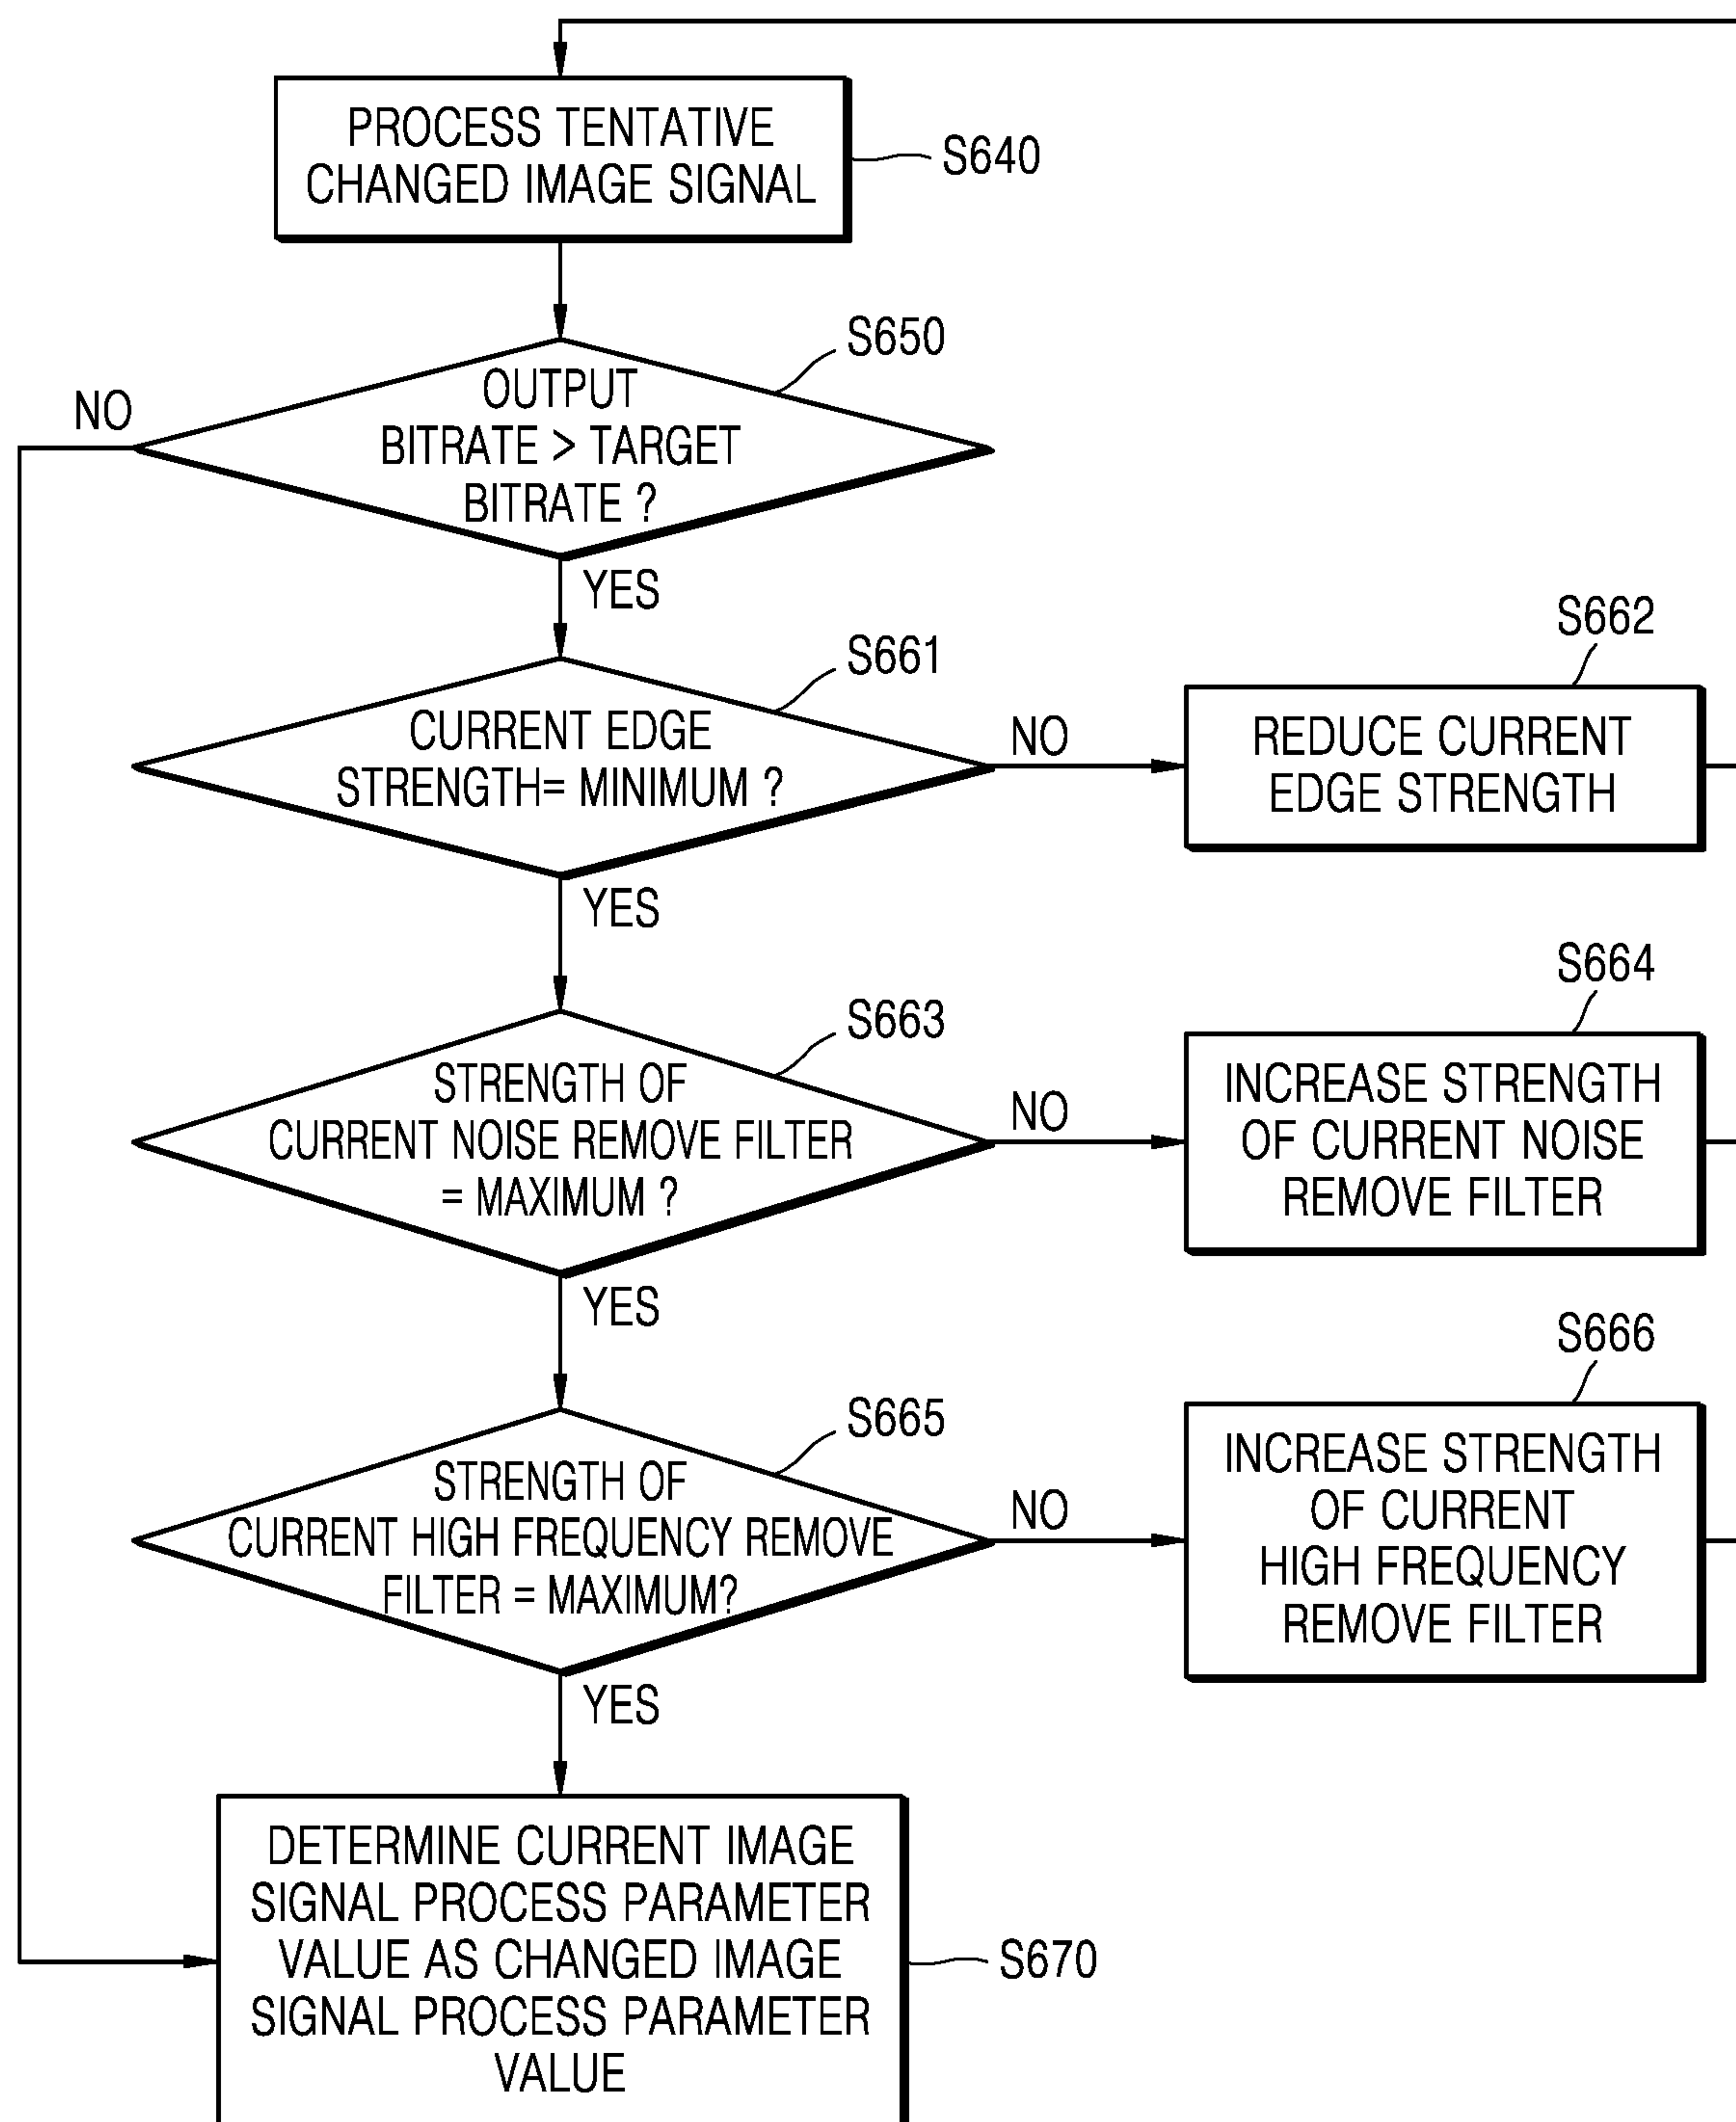 PROCESS TENTATIVE
CHANGED IMAGE SIGNAL
S640
S650
OUTPUT
BITRATE > TARGET
BITRATE ?
NO
YES
S661
CURRENT EDGE
STRENGTH= MINIMUM ?
NO
YES
S662
REDUCE CURRENT
EDGE STRENGTH
S663
STRENGTH OF
CURRENT NOISE REMOVE FILTER
= MAXIMUM ?
NO
YES
S664
INCREASE STRENGTH
OF CURRENT NOISE
REMOVE FILTER
S665
STRENGTH OF
CURRENT HIGH FREQUENCY REMOVE
FILTER = MAXIMUM?
NO
YES
S666
INCREASE STRENGTH
OF CURRENT
HIGH FREQUENCY
REMOVE FILTER
DETERMINE CURRENT IMAGE
SIGNAL PROCESS PARAMETER
VALUE AS CHANGED IMAGE
SIGNAL PROCESS PARAMETER
VALUE
S670